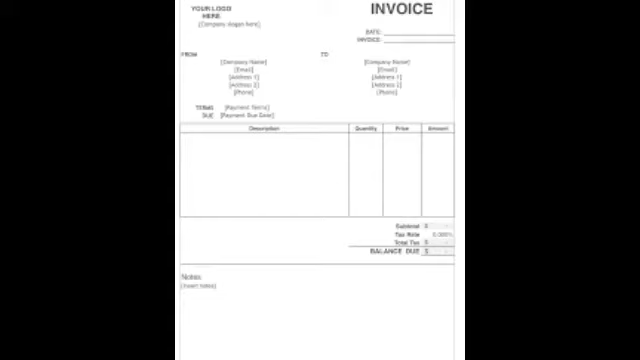 YOUR LOGO
HERE
[Company slogan here]
INVOICE
DATE:
INVOICE:
FROM
[Company Name]
[Email]
[Address 1]
[Address 2]
[Phone]
TO
[Company Name]
[Email]
[Address 1]
[Address 2]
[Phone]
TERMS [Payment Terms]
DUE [Payment Due Date]
Description Quantity Price Amount
Subtotal $ -
Tax Rate 0.000%
Total Tax $ -
BALANCE DUE $ -
Notes:
[Insert notes]